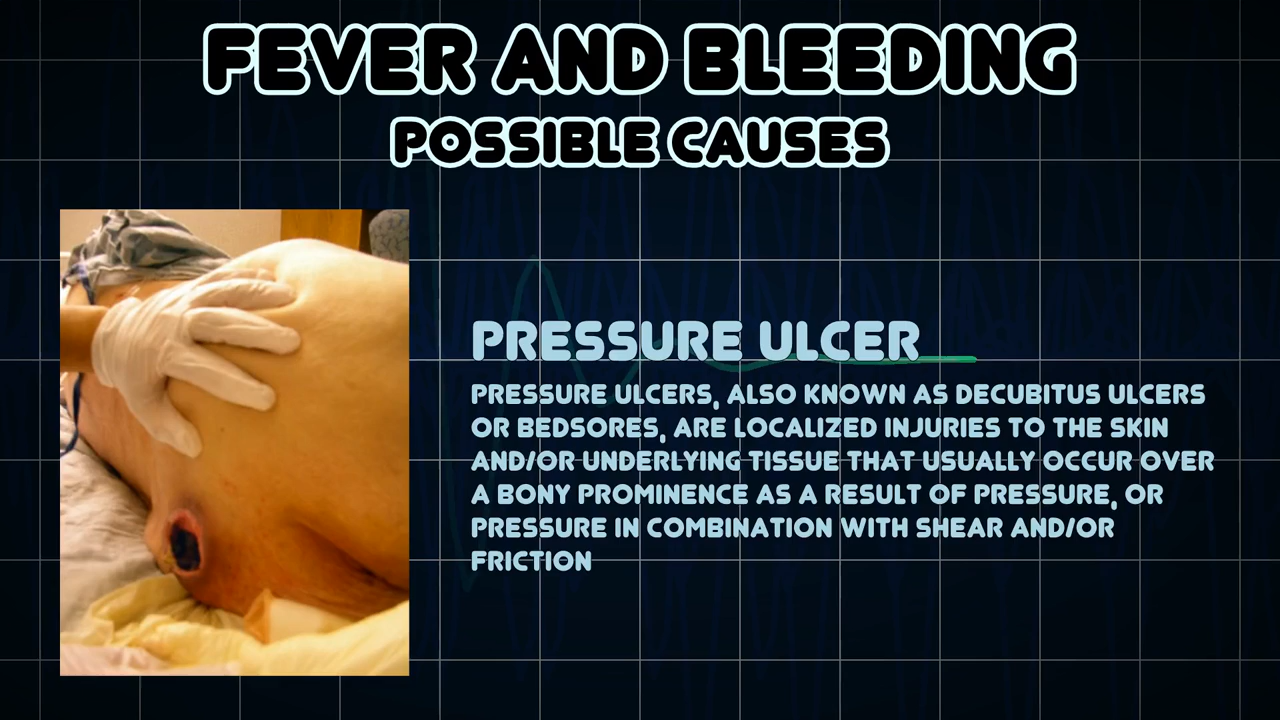 FEVER AND BLEEDING
POSSIBLE CAUSES
PRESSURE ULCER
PRESSURE ULCERS, ALSO KNOWN AS DECUBITUS ULCERS
OR BEDSORES, ARE LOCALIZED INJURIES TO THE SKIN
AND/OR UNDERLYING TISSUE THAT USUALLY OCCUR OVER
A BONY PROMINENCE AS A RESULT OF PRESSURE, OR
PRESSURE IN COMBINATION WITH SHEAR AND/OR
FRICTION